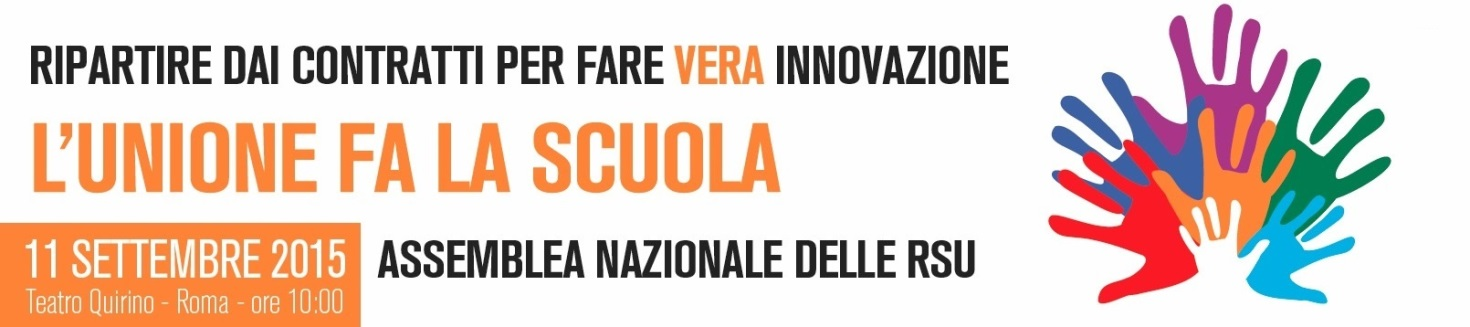 RIPARTIRE DAI CONTRATTI PER FARE VERA INNOVAZIONE
L'UNIONE FA LA SCUOLA
11 SETTEMBRE 2015
Teatro Quirino - Roma - ore 10:00
ASSEMBLEA NAZIONALE DELLE RSU